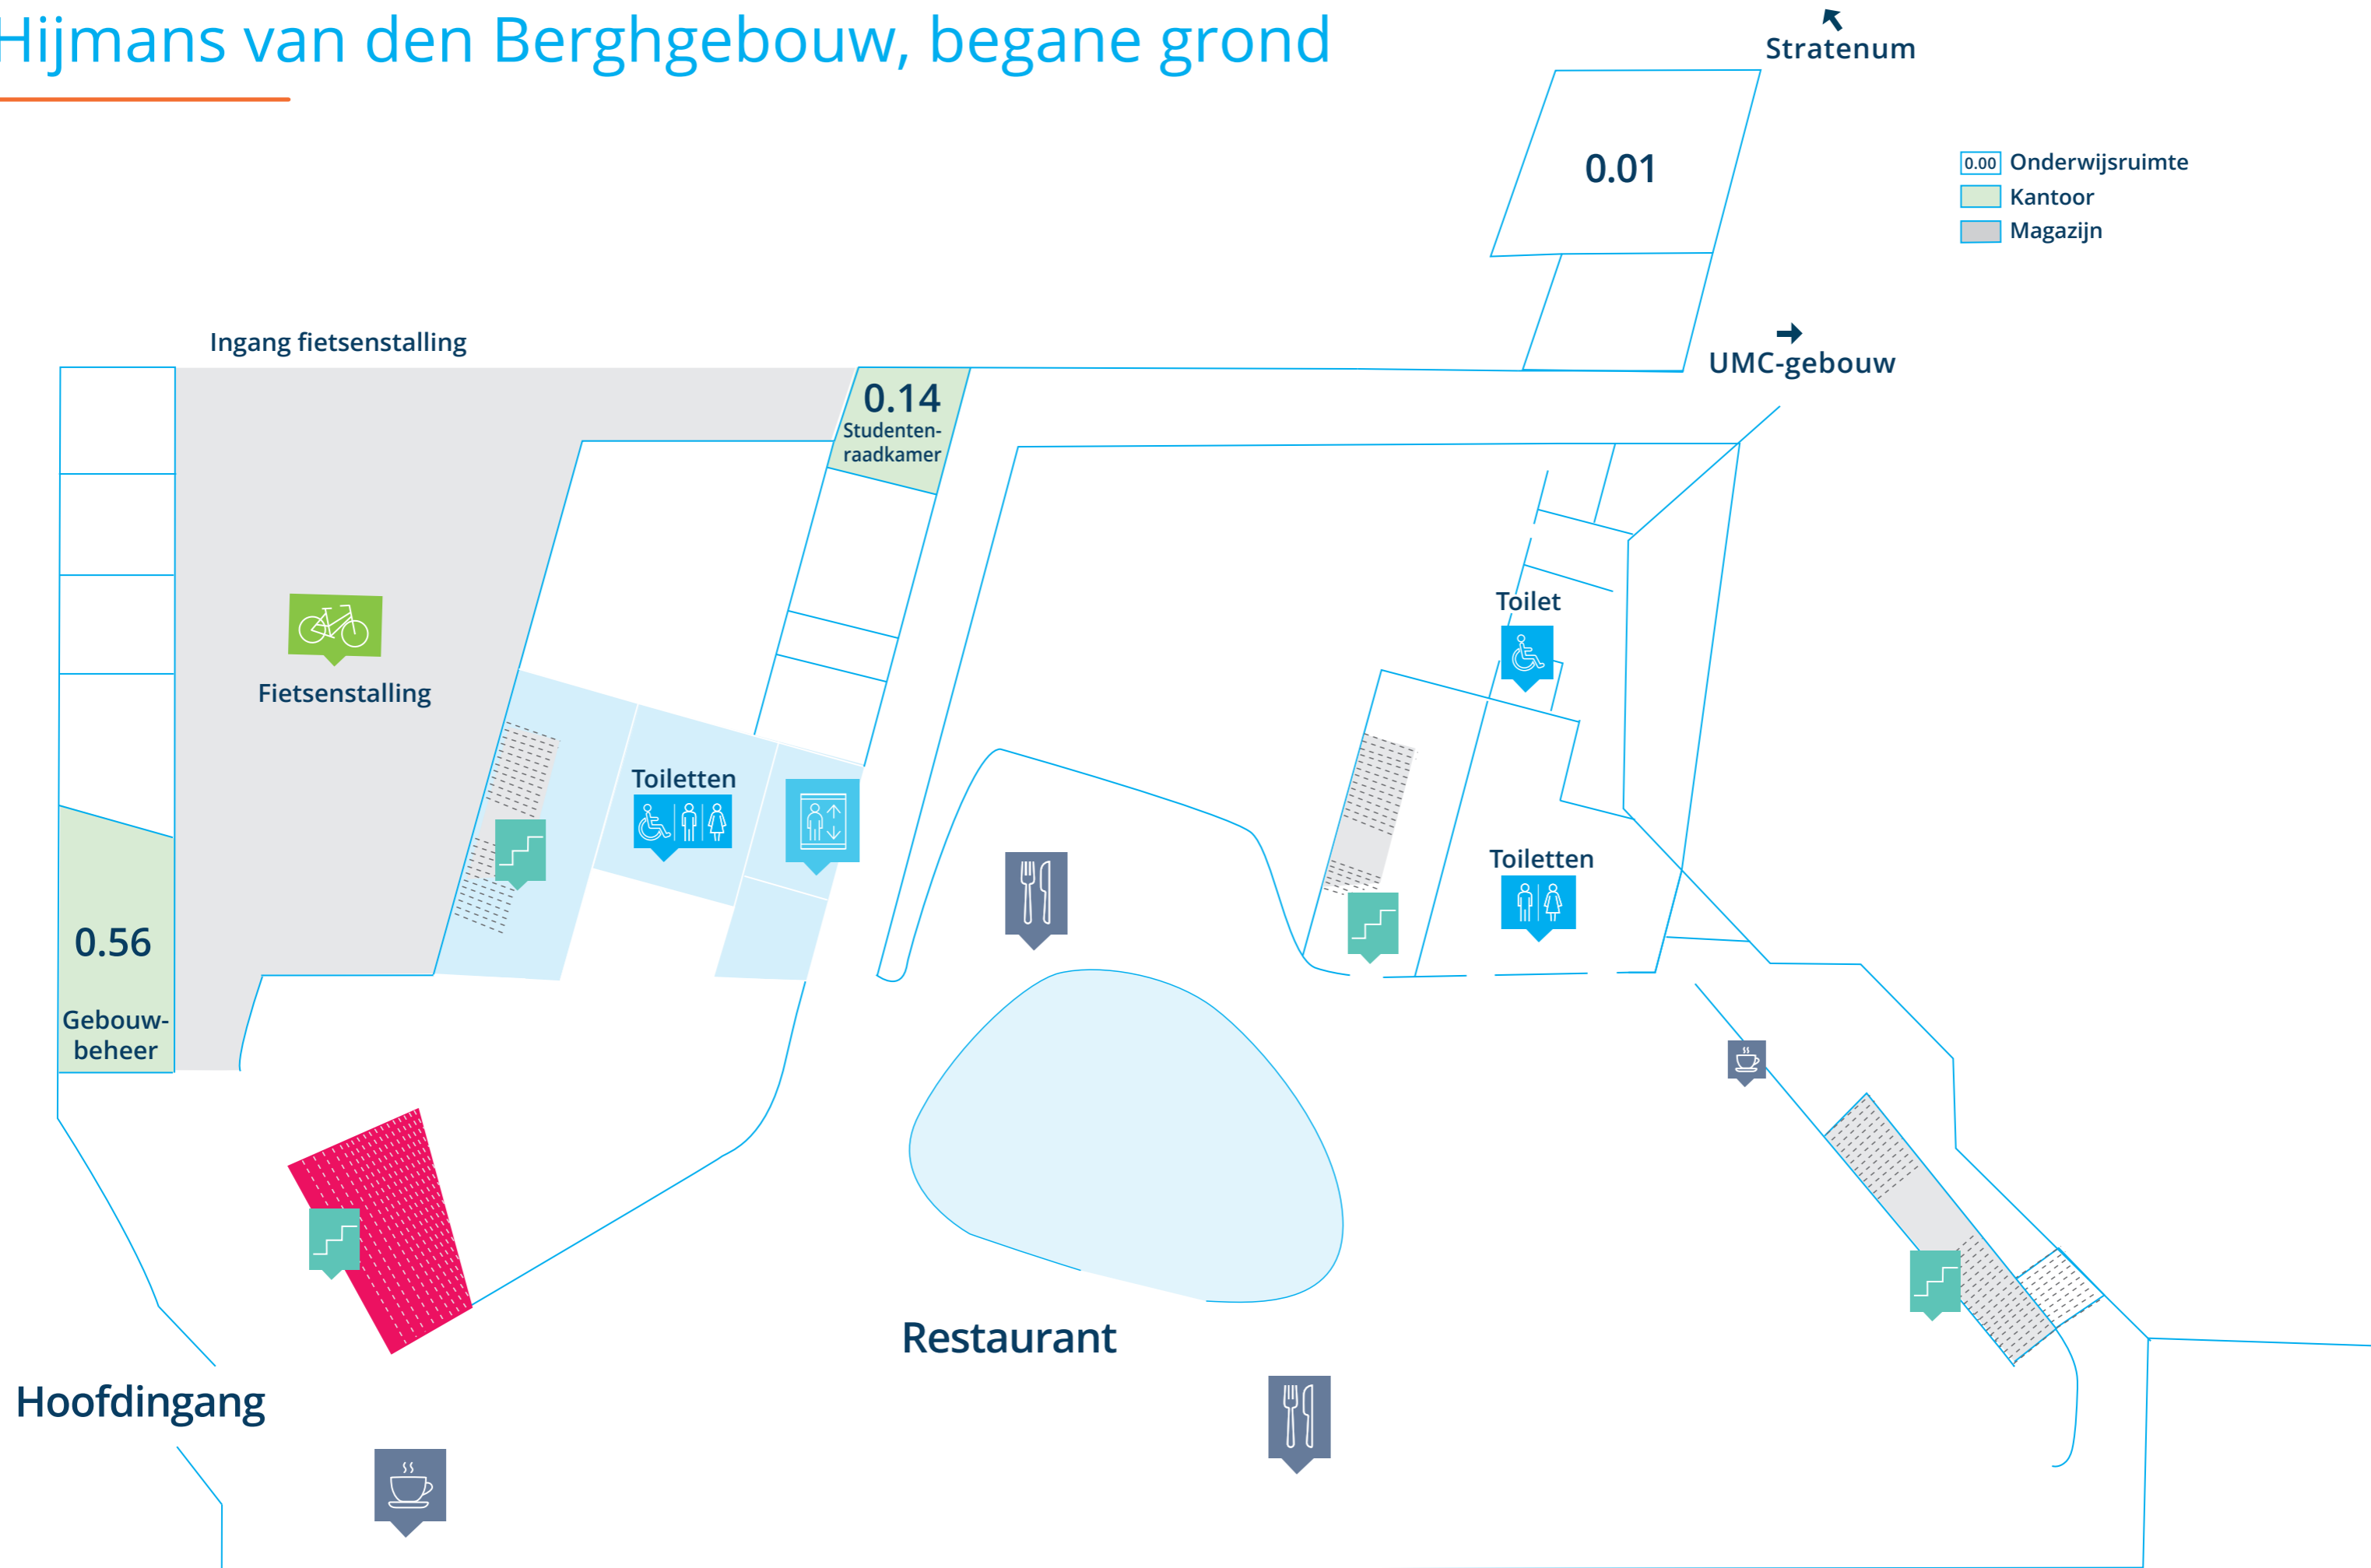 Hijmans van den Berghgebouw, begane grond
Stratenum
0.01
0.00 Onderwijsruimte
Kantoor
Magazijn
Ingang fietsenstalling
UMC-gebouw
0.14
Studenten-
raadkamer
Toilet
Fietsenstalling
Toiletten
Toiletten
0.56
Gebouw-
beheer
Restaurant
Hoofdingang